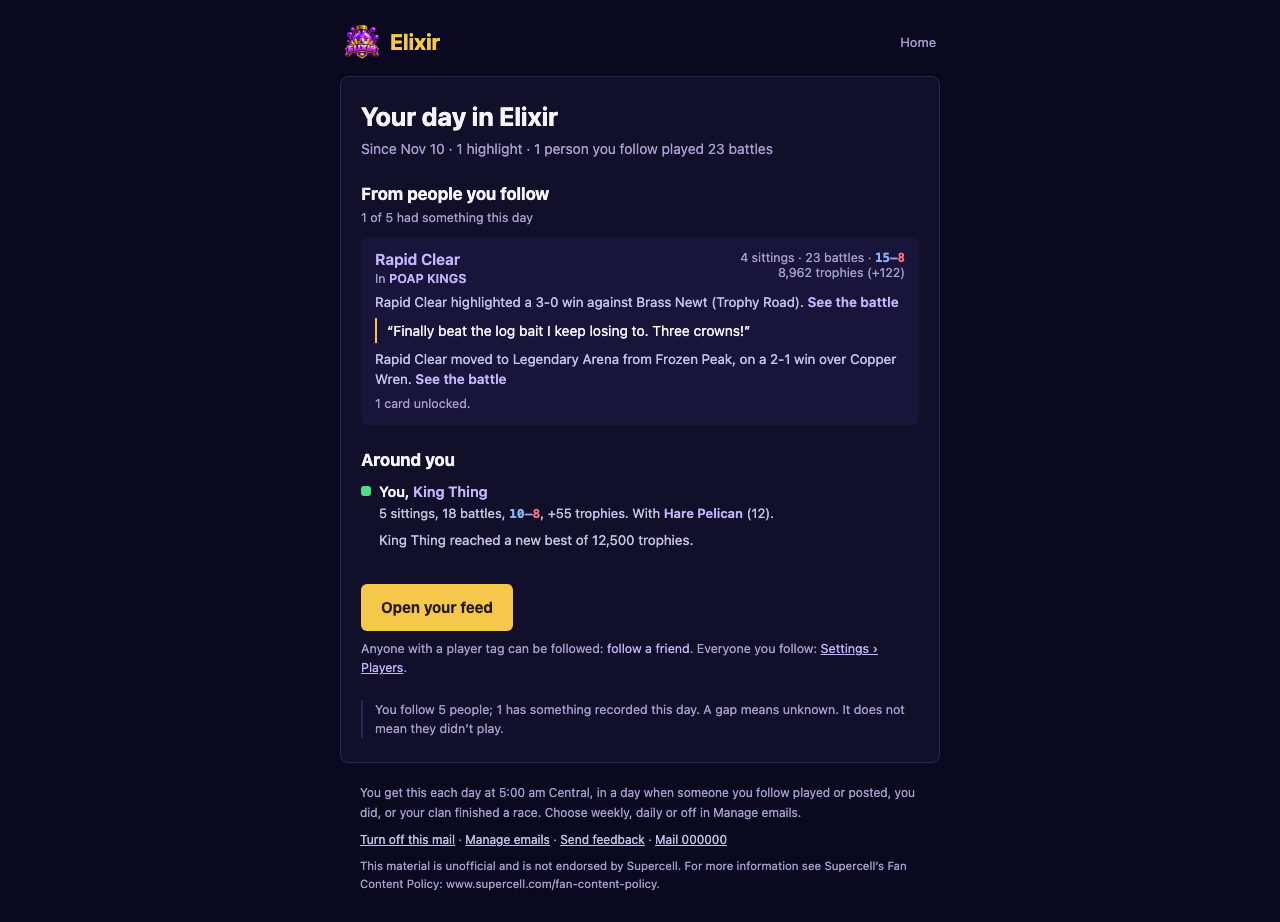 ELIXIR
Elixir
Home
Your day in Elixir
Since Nov 10 · 1 highlight · 1 person you follow played 23 battles
From people you follow
1 of 5 had something this day
Rapid Clear
4 sittings · 23 battles · 15–8
In POAP KINGS
8,962 trophies (+122)
Rapid Clear highlighted a 3-0 win against Brass Newt (Trophy Road). See the battle
“Finally beat the log bait I keep losing to. Three crowns!”
Rapid Clear moved to Legendary Arena from Frozen Peak, on a 2-1 win over Copper
Wren. See the battle
1 card unlocked.
Around you
You, King Thing
5 sittings, 18 battles, 10–8, +55 trophies. With Hare Pelican (12).
King Thing reached a new best of 12,500 trophies.
Open your feed
Anyone with a player tag can be followed: follow a friend. Everyone you follow: Settings ›
Players.
You follow 5 people; 1 has something recorded this day. A gap means unknown. It does not
mean they didn’t play.
You get this each day at 5:00 am Central, in a day when someone you follow played or posted, you
did, or your clan finished a race. Choose weekly, daily or off in Manage emails.
Turn off this mail · Manage emails · Send feedback · Mail 000000
This material is unofficial and is not endorsed by Supercell. For more information see Supercell’s Fan
Content Policy: www.supercell.com/fan-content-policy.